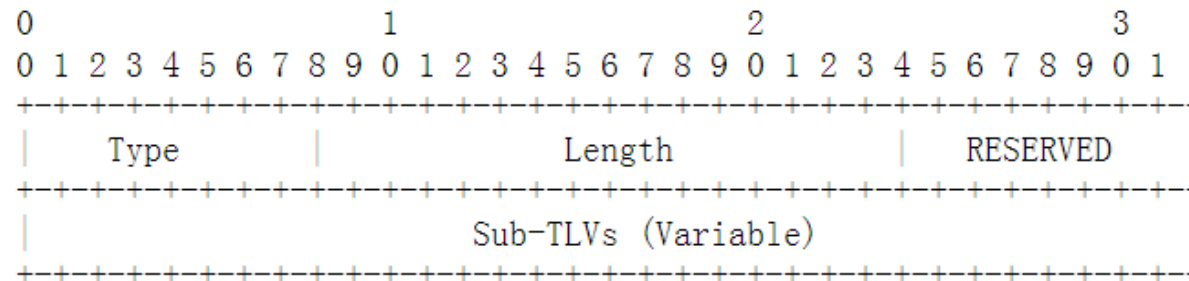 0 1 2 3
0 1 2 3 4 5 6 7 8 9 0 1 2 3 4 5 6 7 8 9 0 1 2 3 4 5 6 7 8 9 0 1
+-+-+-+-+-+-+-+-+-+-+-+-+-+-+-+-+-+-+-+-+-+-+-+-+-+-+-+-+-+-+-+-
| Type | Length | RESERVED
+-+-+-+-+-+-+-+-+-+-+-+-+-+-+-+-+-+-+-+-+-+-+-+-+-+-+-+-+-+-+-+-
| Sub-TLVs (Variable)
+-+-+-+-+-+-+-+-+-+-+-+-+-+-+-+-+-+-+-+-+-+-+-+-+-+-+-+-+-+-+-+-